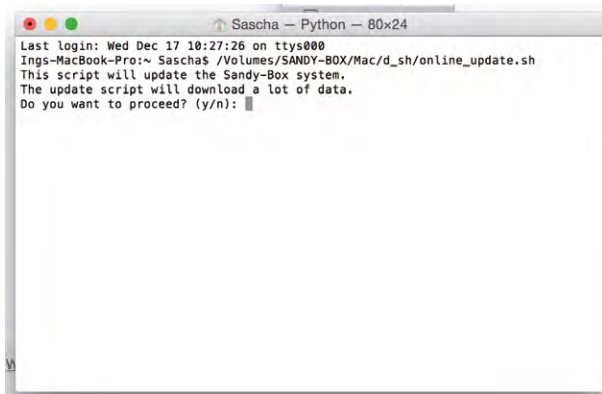 Sascha — Python — 80×24
Last login: Wed Dec 17 10:27:26 on ttys000
Ings-MacBook-Pro:~ Sascha$ /Volumes/SANDY-BOX/Mac/d_sh/online_update.sh
This script will update the Sandy-Box system.
The update script will download a lot of data.
Do you want to proceed? (y/n):
W